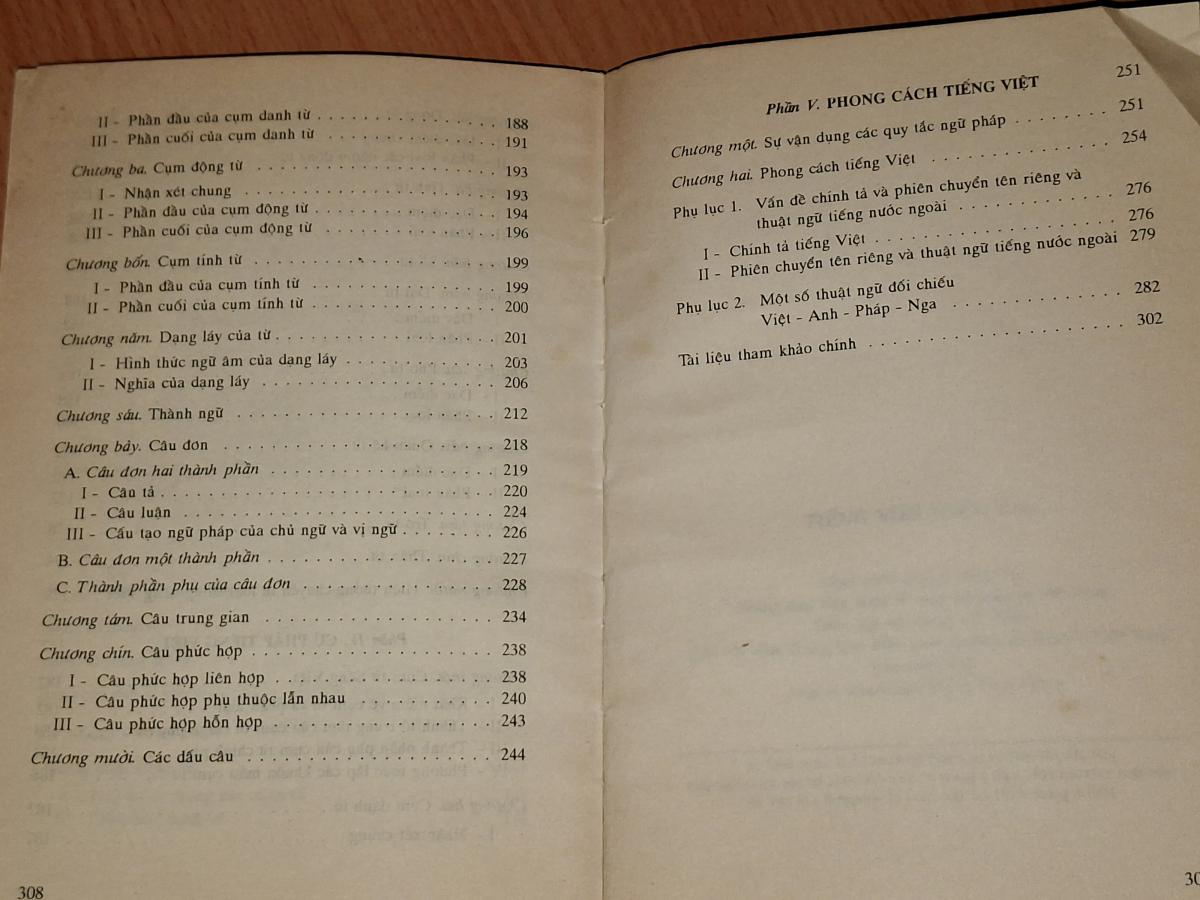 II - Phần đầu của cụm danh từ . . . . . . . . . . . . . . . 188
III - Phần cuối của cụm danh từ . . . . . . . . . . . . . . . 191
Chương ba. Cụm động từ . . . . . . . . . . . . . . . 193
I - Nhận xét chung . . . . . . . . . . . . . . . 193
II - Phần đầu của cụm động từ . . . . . . . . . . . . . . . 194
III - Phần cuối của cụm động từ . . . . . . . . . . . . . . . 196
Chương bốn. Cụm tính từ . . . . . . . . . . . . . . . 199
I - Phần đầu của cụm tính từ . . . . . . . . . . . . . . . 199
II - Phần cuối của cụm tính từ . . . . . . . . . . . . . . . 200
Chương năm. Dạng láy của từ . . . . . . . . . . . . . . . 201
I - Hình thức ngữ âm của dạng láy . . . . . . . . . . . . 203
II - Nghĩa của dạng láy . . . . . . . . . . . . . . . 206
Chương sáu. Thành ngữ . . . . . . . . . . . . . . . 212
Chương bảy. Câu đơn . . . . . . . . . . . . . . . 218
A. Câu đơn hai thành phần . . . . . . . . . . . . . . . 219
I - Câu tả . . . . . . . . . . . . . . . 220
II - Câu luận . . . . . . . . . . . . . . . 224
III - Cấu tạo ngữ pháp của chủ ngữ và vị ngữ . . . . . . . . 226
B. Câu đơn một thành phần . . . . . . . . . . . . . . . 227
C. Thành phần phụ của câu đơn . . . . . . . . . . . . . . . 228
Chương tám. Câu trung gian . . . . . . . . . . . . . . . 234
Chương chín. Câu phức hợp . . . . . . . . . . . . . . . 238
I - Câu phức hợp liên hợp . . . . . . . . . . . . . . . 238
II - Câu phức hợp phụ thuộc lẫn nhau . . . . . . . . . . . 240
III - Câu phức hợp hỗn hợp . . . . . . . . . . . . . . . 243
Chương mười. Các dấu câu . . . . . . . . . . . . . . . 244
308
Phần V. PHONG CÁCH TIẾNG VIỆT 251
Chương một. Sự vận dụng các quy tắc ngữ pháp . . . . . . . . 251
Chương hai. Phong cách tiếng Việt . . . . . . . . . . . . 254
Phụ lục 1. Vấn đề chính tả và phiên chuyển tên riêng và
thuật ngữ tiếng nước ngoài . . . . . . . . . . . . 276
I - Chính tả tiếng Việt . . . . . . . . . . . . . . . 276
II - Phiên chuyển tên riêng và thuật ngữ tiếng nước ngoài 279
Phụ lục 2. Một số thuật ngữ đối chiếu
Việt - Anh - Pháp - Nga . . . . . . . . . . . . 282
Tài liệu tham khảo chính . . . . . . . . . . . . . . . 302